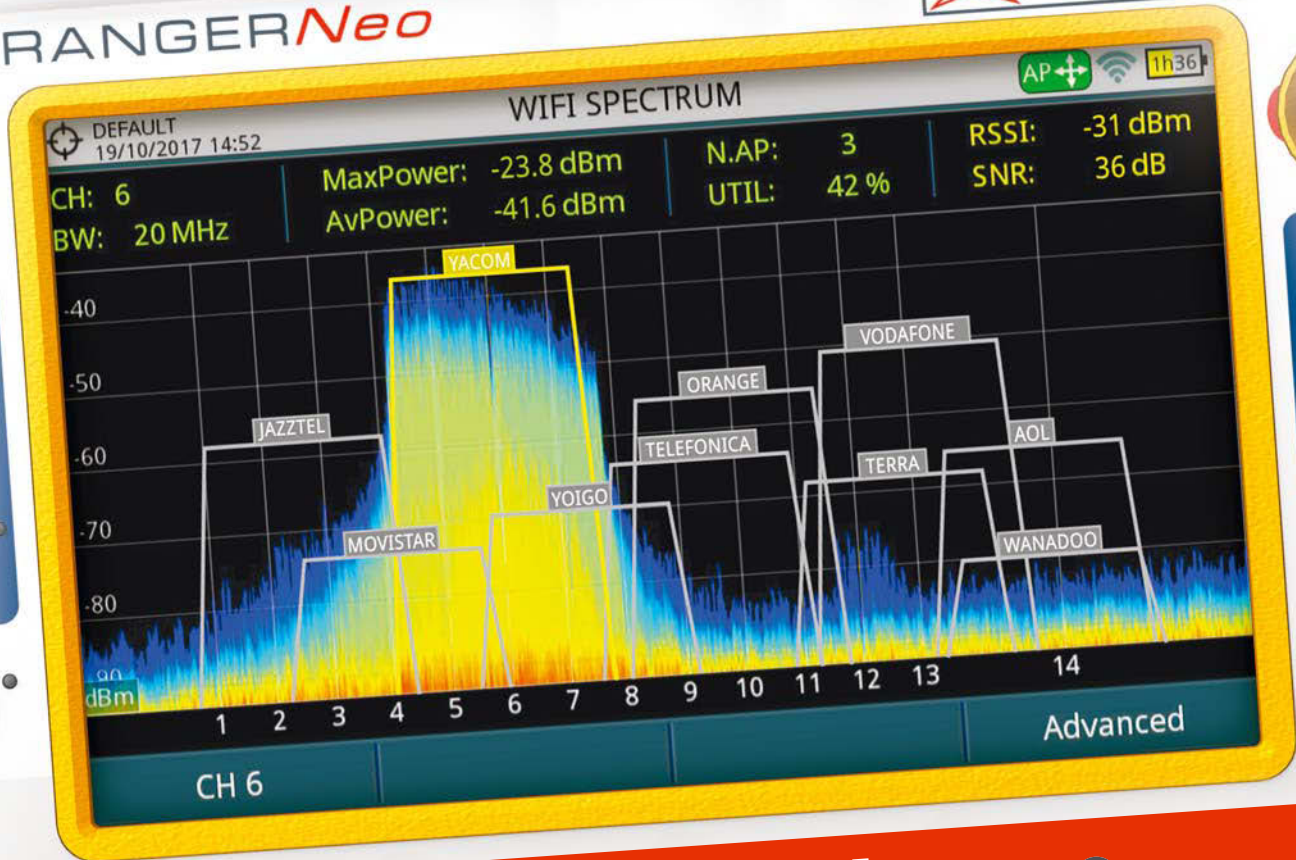 RANGERNeo
DEFAULT
19/10/2017 14:52
WIFI SPECTRUM
AP
1h36
CH: 6
BW: 20 MHz
MaxPower: -23.8 dBm
AvPower: -41.6 dBm
N.AP: 3
UTIL: 42 %
RSSI: -31 dBm
SNR: 36 dB
-40
-50
-60
-70
-80
90
dBm
YACOM
VODAFONE
ORANGE
JAZZTEL
TELEFONICA
AOL
TERRA
YOIGO
MOVISTAR
WANADOO
1 2 3 4 5 6 7 8 9 10 11 12 13 14
CH 6
Advanced